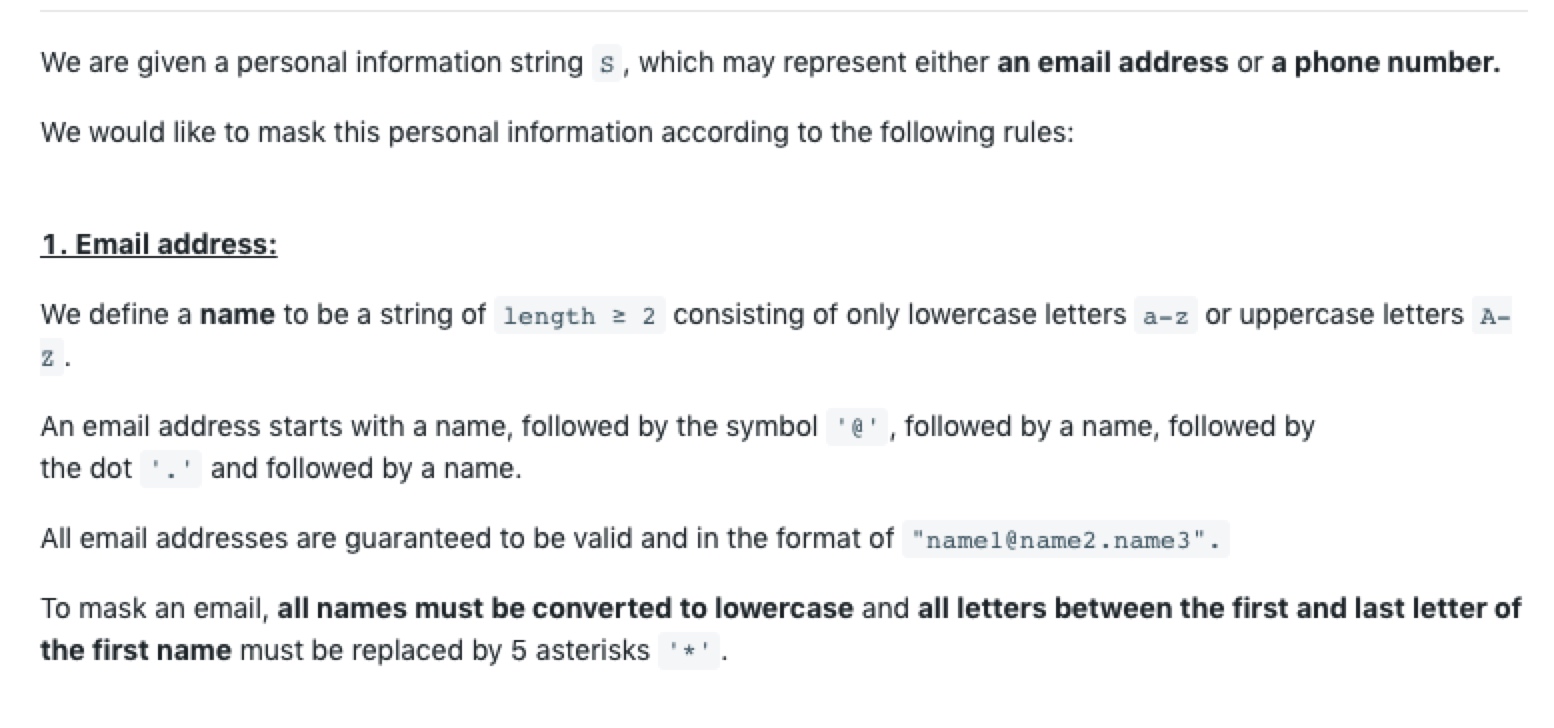 We are given a personal information string S, which may represent either an email address or a phone number.
We would like to mask this personal information according to the following rules:
1. Email address:
We define a name to be a string of length ≥ 2 consisting of only lowercase letters a-z or uppercase letters A-
Z.
An email address starts with a name, followed by the symbol '@', followed by a name, followed by
the dot '.' and followed by a name.
All email addresses are guaranteed to be valid and in the format of "name1@name2.name3".
To mask an email, all names must be converted to lowercase and all letters between the first and last letter of
the first name must be replaced by 5 asterisks '*'.